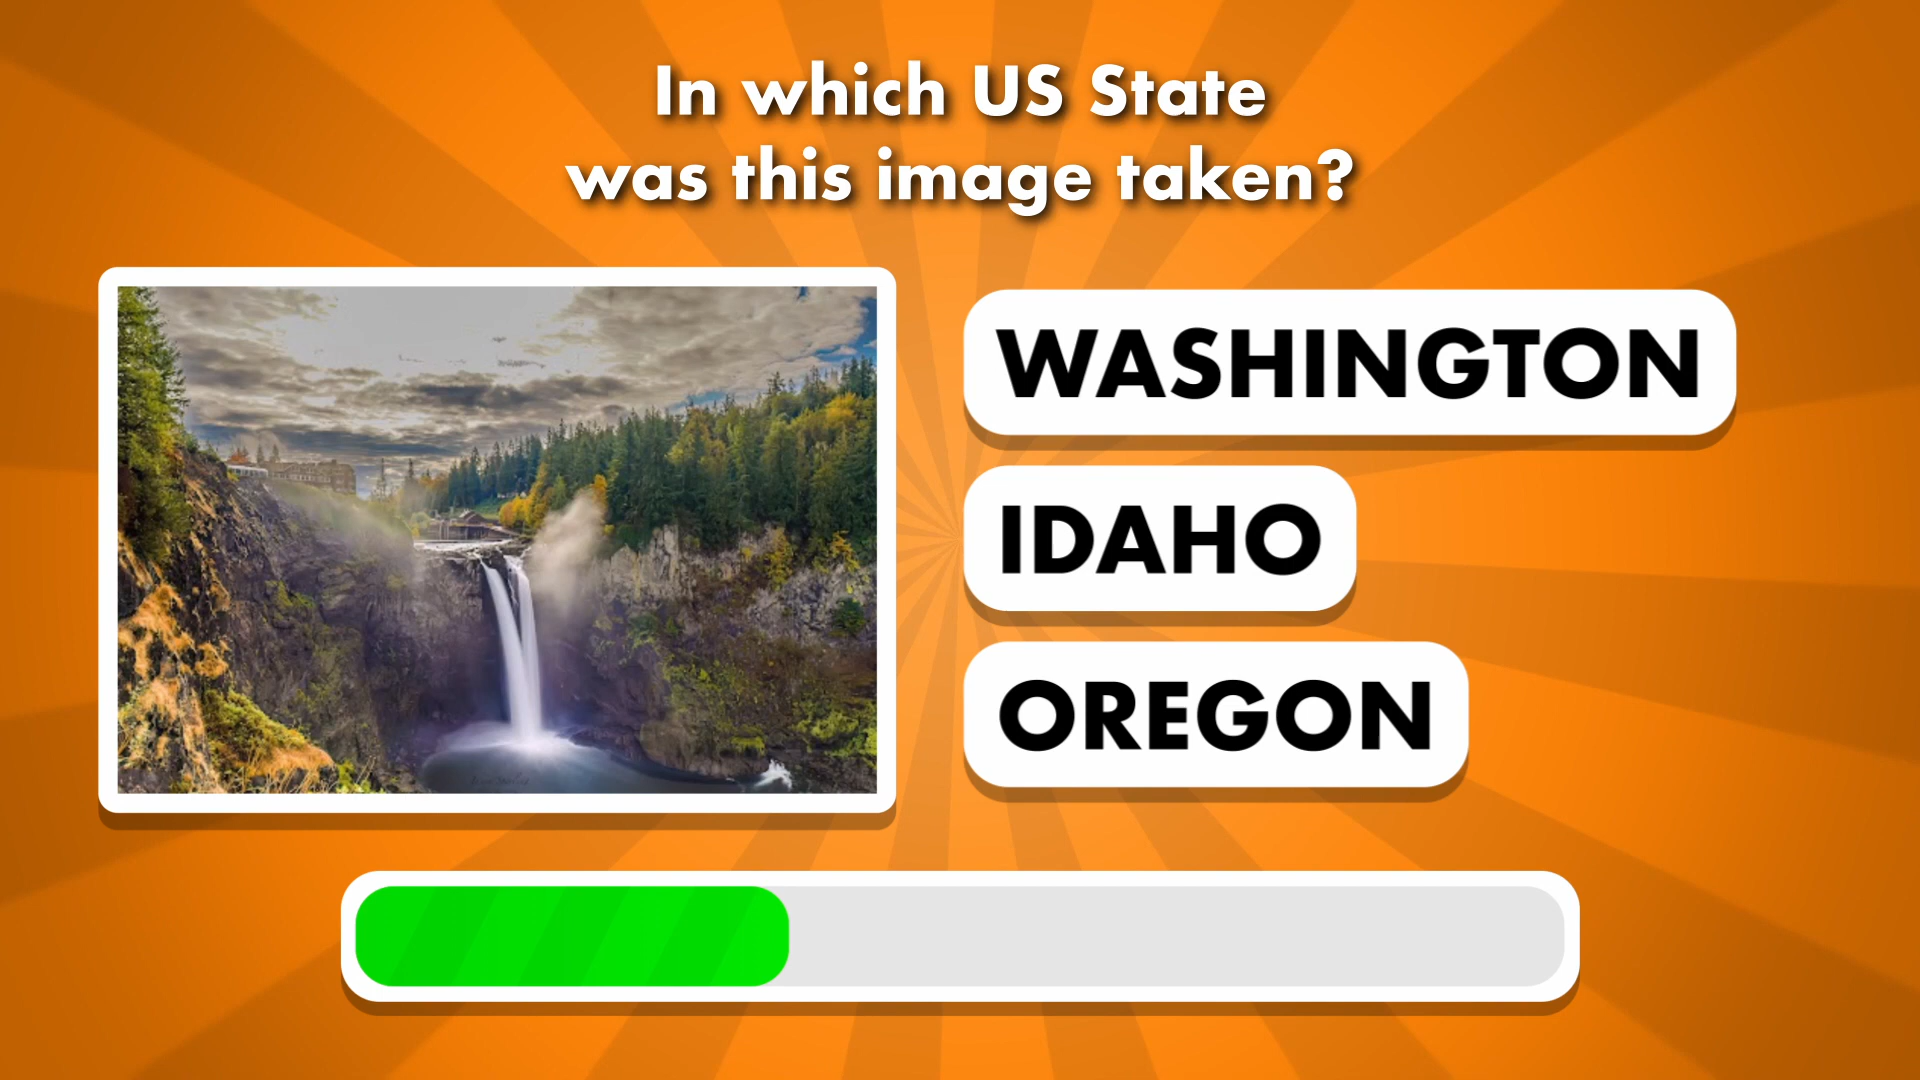 In which US State
was this image taken?
WASHINGTON
IDAHO
OREGON